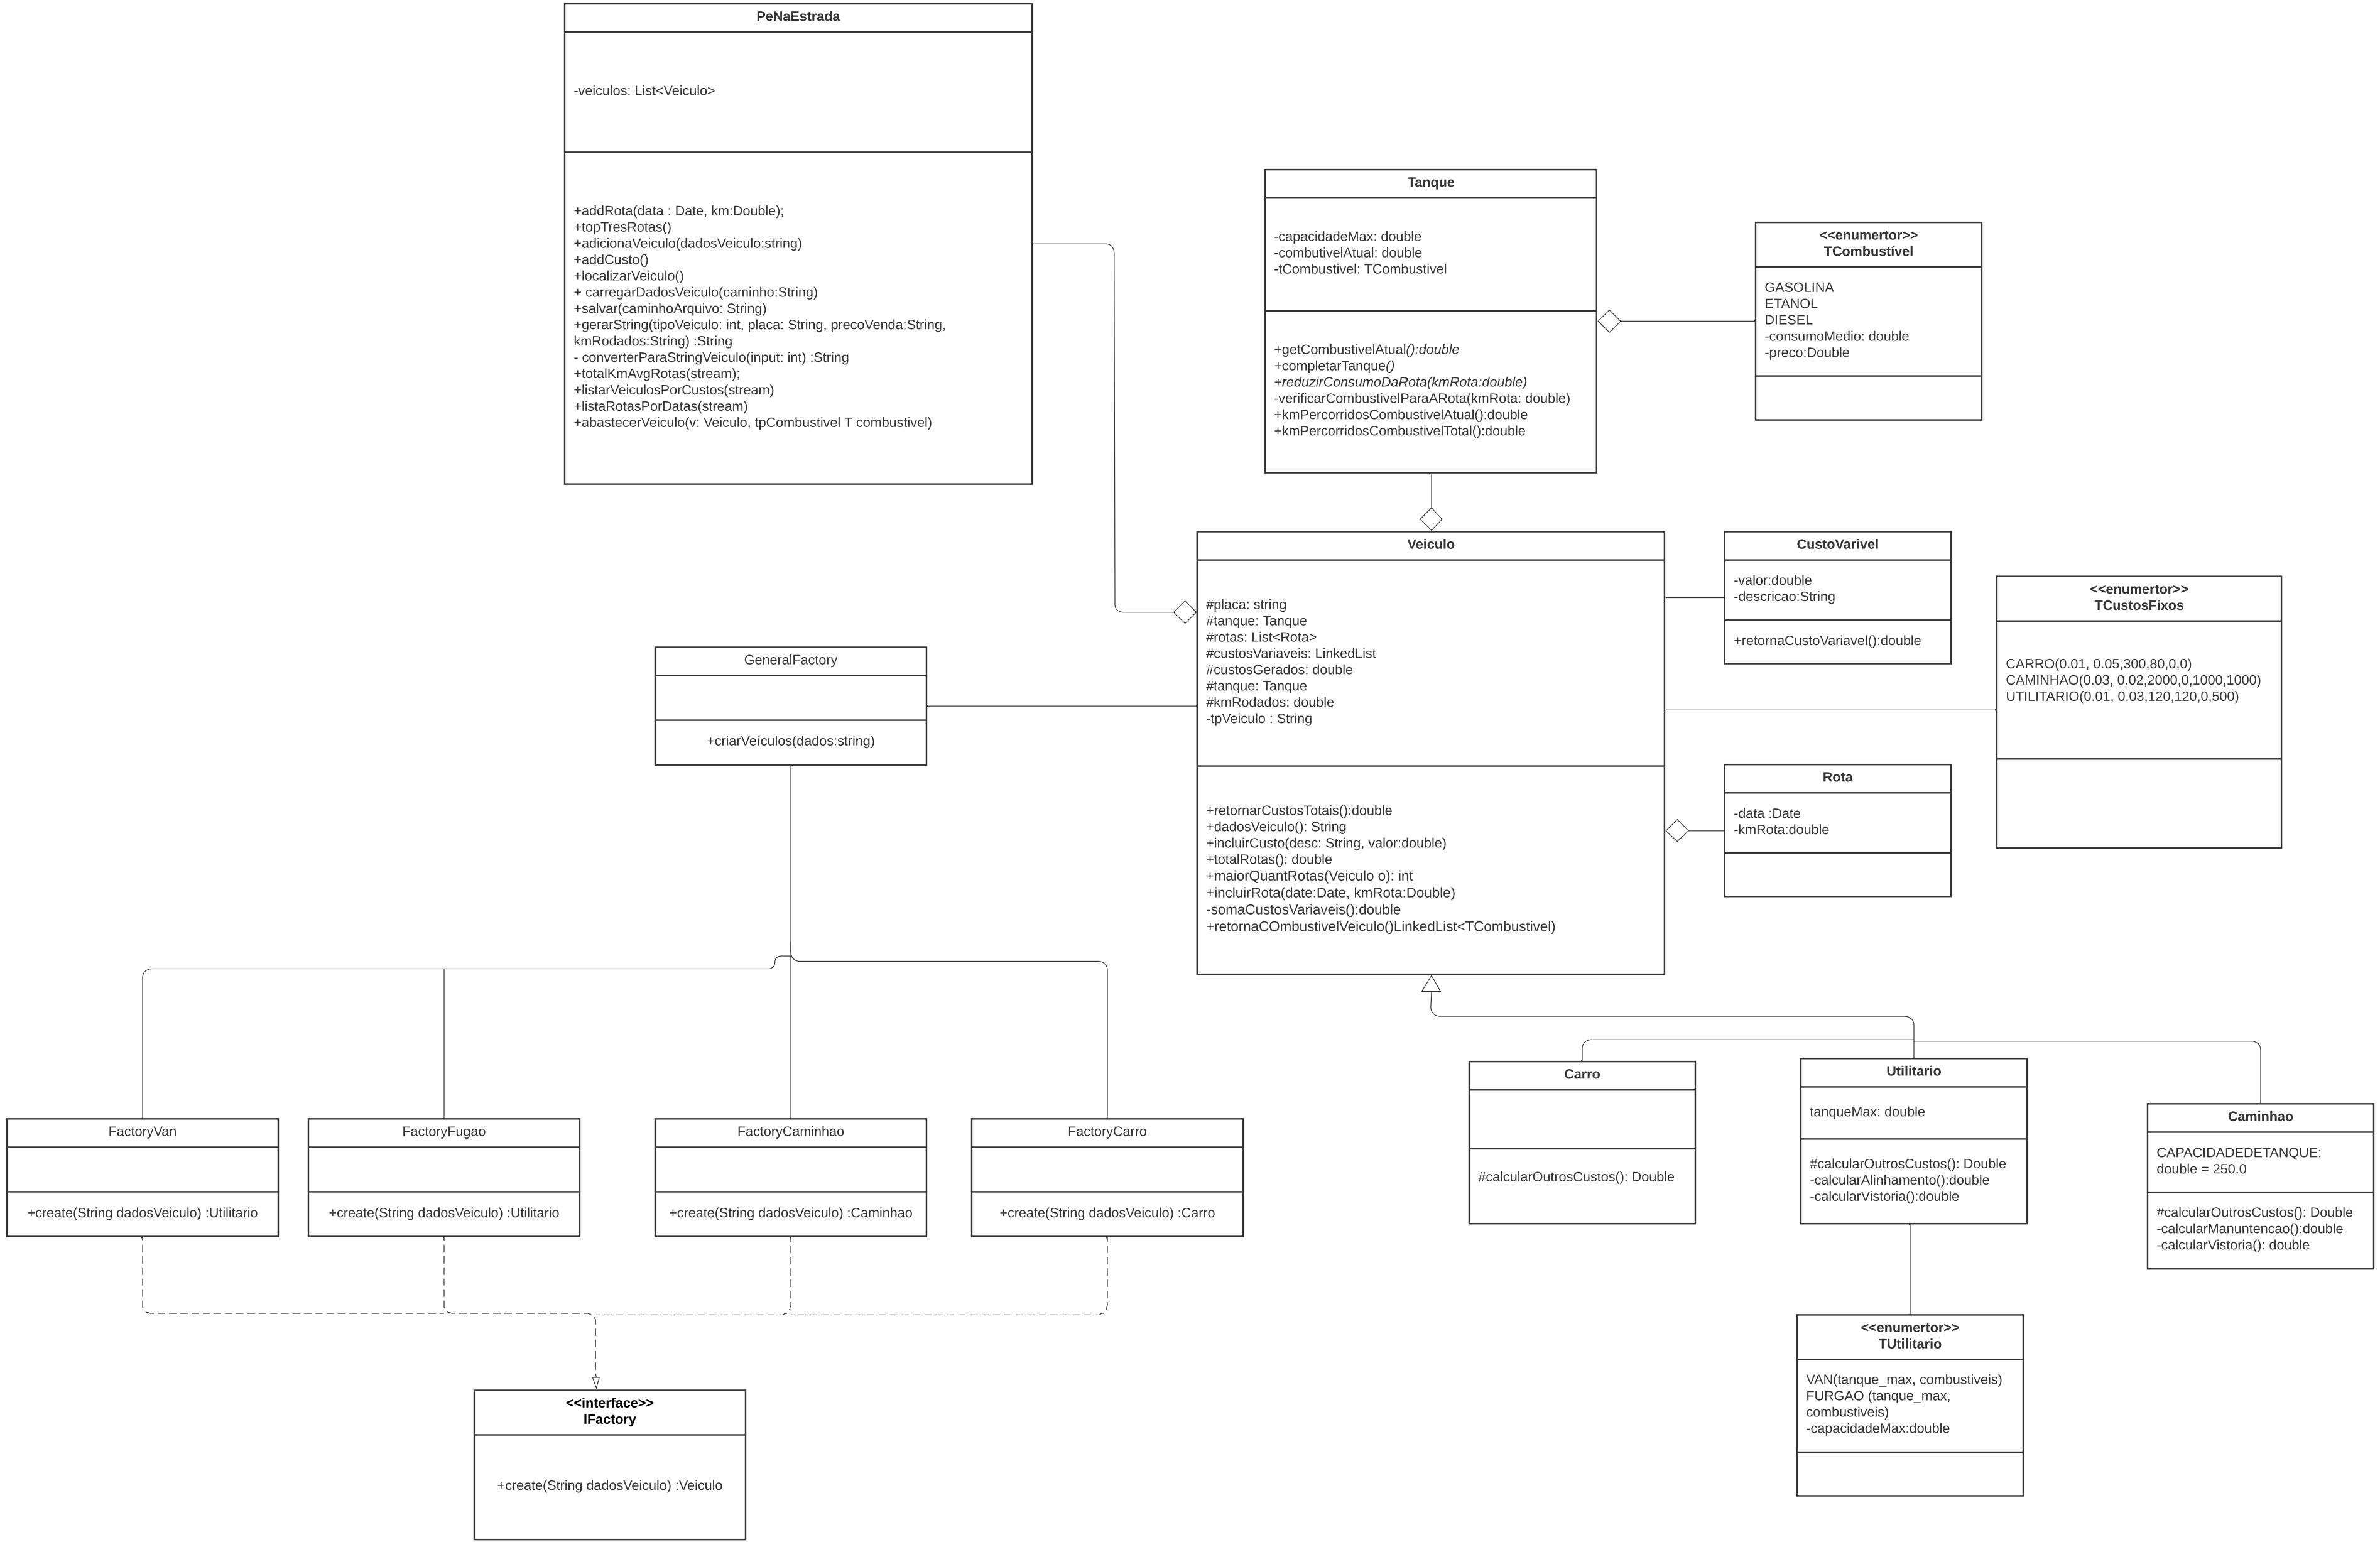 PeNaEstrada
-veiculos: List<Veiculo>
+addRota(data : Date, km:Double);
+topTresRotas()
+adicionaVeiculo(dadosVeiculo:string)
+addCusto()
+localizarVeiculo()
+ carregarDadosVeiculo(caminho:String)
+salvar(caminhoArquivo: String)
+gerarString(tipoVeiculo: int, placa: String, precoVenda:String,
kmRodados:String) :String
- converterParaStringVeiculo(input: int) :String
+totalKmAvgRotas(stream);
+listarVeiculosPorCustos(stream)
+listaRotasPorDatas(stream)
+abastecerVeiculo(v: Veiculo, tpCombustivel T combustivel)
Tanque
-capacidadeMax: double
-combutivelAtual: double
-tCombustivel: TCombustivel
+getCombustivelAtual():double
+completarTanque()
+reduzirConsumoDaRota(kmRota:double)
-verificarCombustivelParaARota(kmRota: double)
+kmPercorridosCombustivelAtual():double
+kmPercorridosCombustivelTotal():double
<<enumertor>>
TCombustível
GASOLINA
ETANOL
DIESEL
-consumoMedio: double
-preco:Double
Veiculo
#placa: string
#tanque: Tanque
#rotas: List<Rota>
#custosVariaveis: LinkedList
#custosGerados: double
#tanque: Tanque
#kmRodados: double
-tpVeiculo : String
+retornarCustosTotais():double
+dadosVeiculo(): String
+incluirCusto(desc: String, valor:double)
+totalRotas(): double
+maiorQuantRotas(Veiculo o): int
+incluirRota(date:Date, kmRota:Double)
-somaCustosVariaveis():double
+retornaCOmbustivelVeiculo()LinkedList<TCombustivel>
CustoVarivel
-valor:double
-descricao:String
+retornaCustoVariavel():double
<<enumertor>>
TCustosFixos
CARRO(0.01, 0.05,300,80,0,0)
CAMINHAO(0.03, 0.02,2000,0,1000,1000)
UTILITARIO(0.01, 0.03,120,120,0,500)
Rota
-data :Date
-kmRota:double
GeneralFactory
+criarVeículos(dados:string)
FactoryVan
+create(String dadosVeiculo) :Utilitario
FactoryFugao
+create(String dadosVeiculo) :Utilitario
FactoryCaminhao
+create(String dadosVeiculo) :Caminhao
FactoryCarro
+create(String dadosVeiculo) :Carro
<<interface>>
IFactory
+create(String dadosVeiculo) :Veiculo
Carro
#calcularOutrosCustos(): Double
Utilitario
tanqueMax: double
#calcularOutrosCustos(): Double
-calcularAlinhamento():double
-calcularVistoria():double
Caminhao
CAPACIDADEDETANQUE:
double = 250.0
#calcularOutrosCustos(): Double
-calcularManuntencao():double
-calcularVistoria(): double
<<enumertor>>
TUtilitario
VAN(tanque_max, combustiveis)
FURGAO (tanque_max,
combustiveis)
-capacidadeMax:double